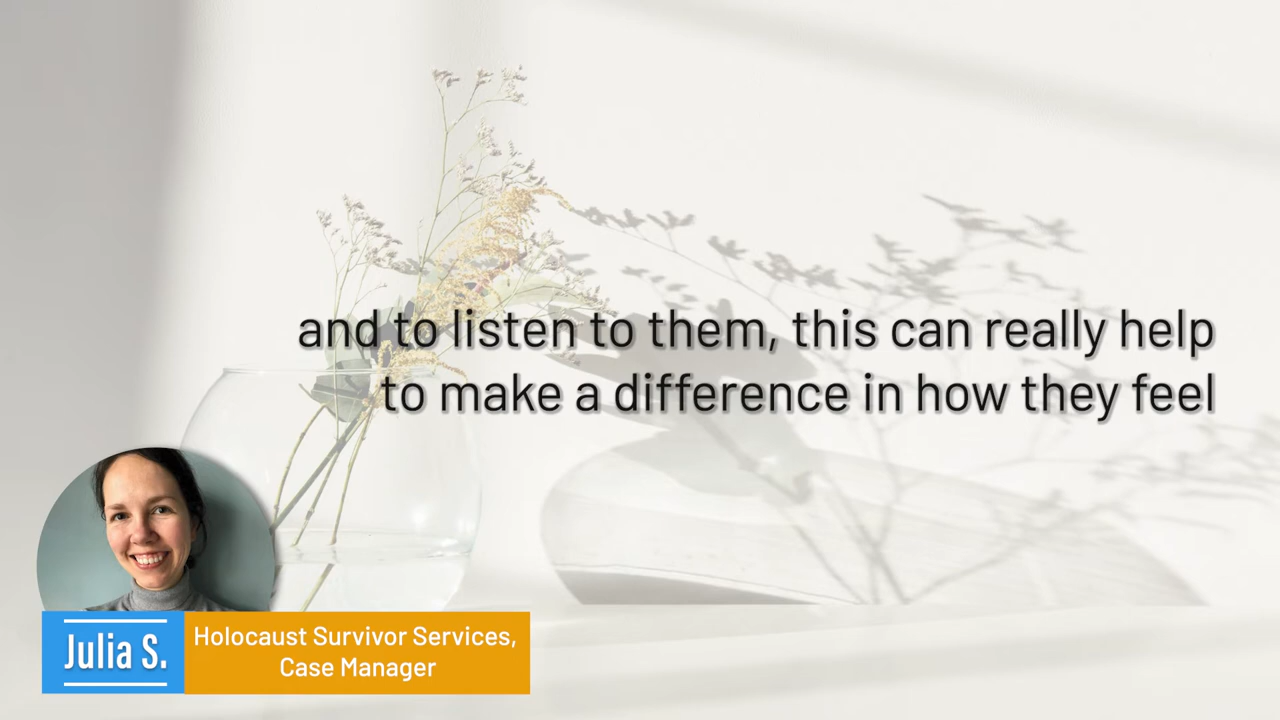 and to listen to them, this can really help
to make a difference in how they feel
Julia S.
Holocaust Survivor Services,
Case Manager